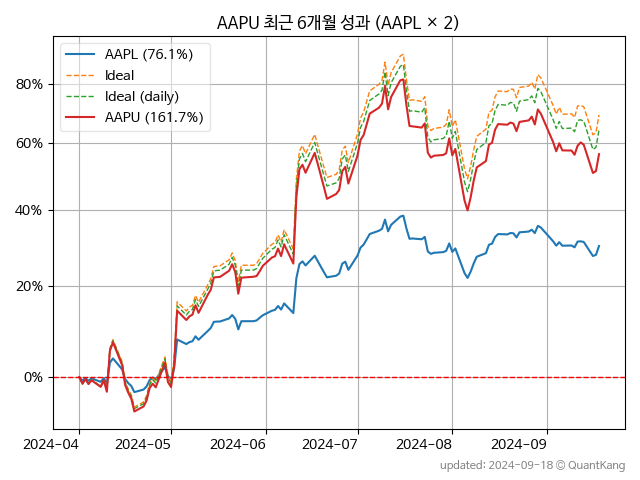 AAPU 최근 6개월 성과 (AAPL × 2)
AAPL (76.1%)
Ideal
Ideal (daily)
AAPU (161.7%)
80%
60%
40%
20%
0%
2024-04 2024-05 2024-06 2024-07 2024-08 2024-09
updated: 2024-09-18 @ QuantKang